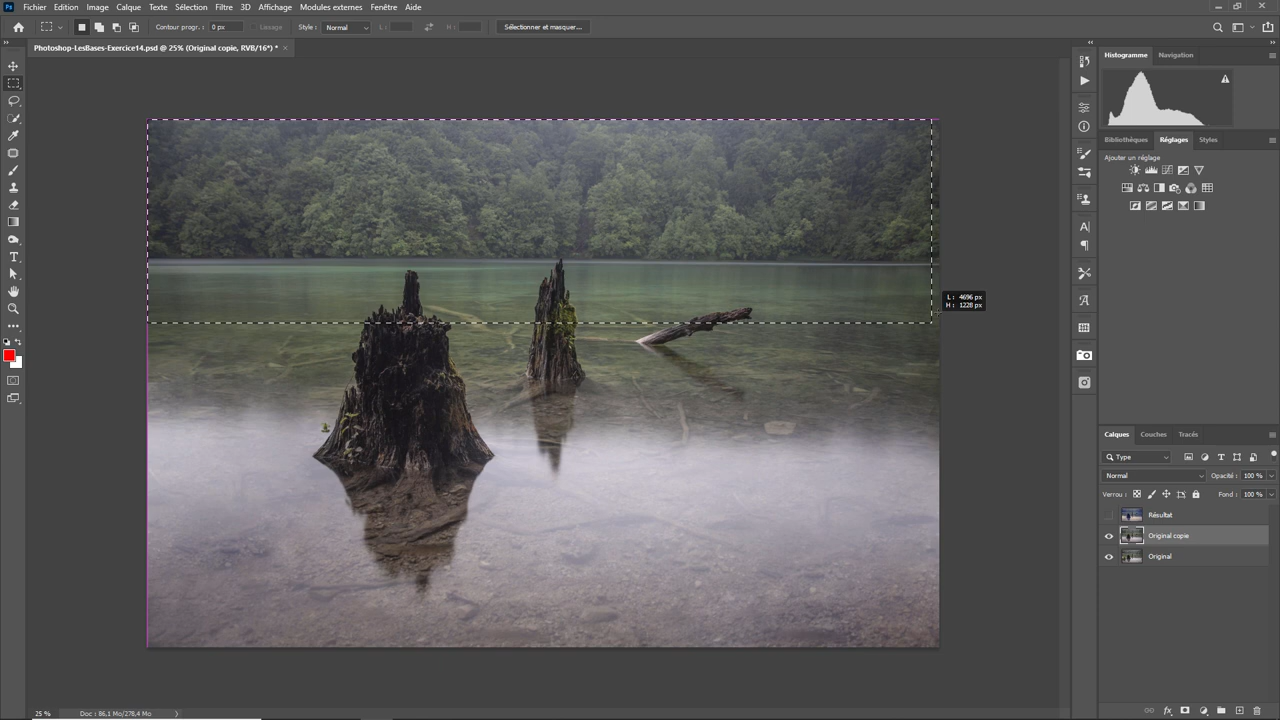 Ps Fichier Edition Image Calque Texte Sélection Filtre 3D Affichage Modules externes Fenêtre Aide
Contour progr. : 0 px Lissage Style : Normal L : H : Sélectionner et masquer...
Photoshop-LesBases-Exercice14.psd @ 25% (Original copie, RVB/16*) * ×
Histogramme Navigation
Bibliothèques Réglages Styles
Ajouter un réglage
L : 4696 px
H : 1228 px
Calques Couches Tracés
Type
Normal Opacité : 100 %
Verrou : Fond : 100 %
Résultat
Original copie
Original
25 % Doc : 86,1 Mo/278,4 Mo